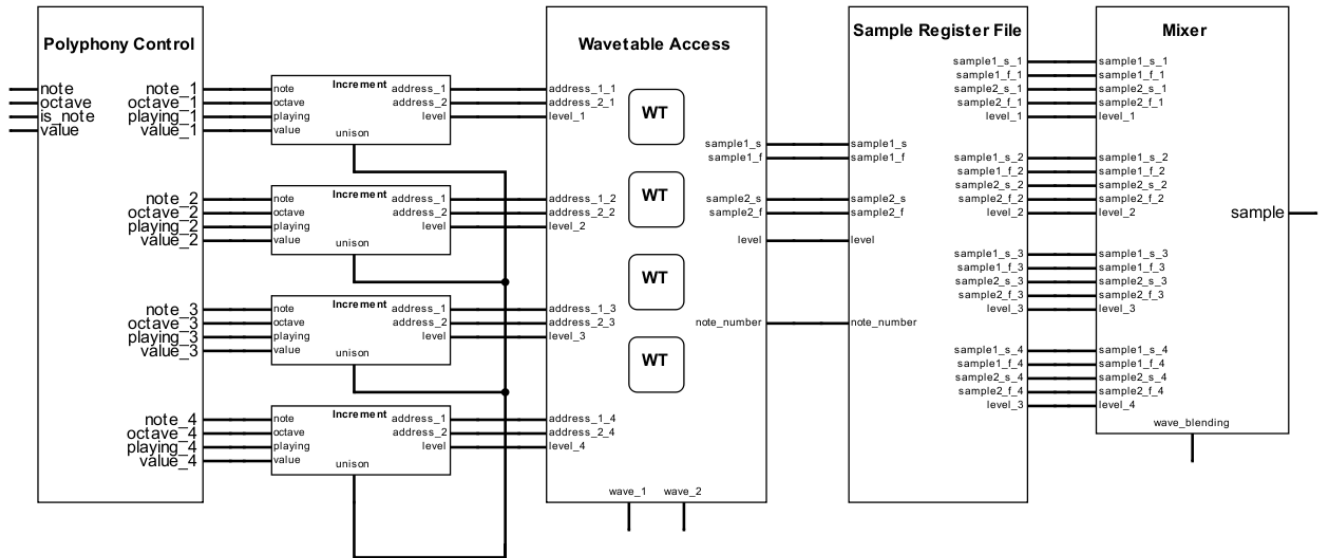 Polyphony Control
note
octave
is_note
value
note_1
octave_1
playing_1
value_1
note_2
octave_2
playing_2
value_2
note_3
octave_3
playing_3
value_3
note_4
octave_4
playing_4
value_4
Increment
note
octave
playing
value
address_1
address_2
level
unison
Increment
note
octave
playing
value
address_1
address_2
level
unison
Increment
note
octave
playing
value
address_1
address_2
level
unison
Increment
note
octave
playing
value
address_1
address_2
level
unison
Wavetable Access
address_1_1
address_2_1
level_1
address_1_2
address_2_2
level_2
address_1_3
address_2_3
level_3
address_1_4
address_2_4
level_4
WT
WT
WT
WT
sample1_s
sample1_f
sample2_s
sample2_f
level
note_number
wave_1 wave_2
Sample Register File
sample1_s
sample1_f
sample2_s
sample2_f
level
note_number
sample1_s_1
sample1_f_1
sample2_s_1
sample2_f_1
level_1
sample1_s_2
sample1_f_2
sample2_s_2
sample2_f_2
level_2
sample1_s_3
sample1_f_3
sample2_s_3
sample2_f_3
level_3
sample1_s_4
sample1_f_4
sample2_s_4
sample2_f_4
level_3
Mixer
sample1_s_1
sample1_f_1
sample2_s_1
sample2_f_1
level_1
sample1_s_2
sample1_f_2
sample2_s_2
sample2_f_2
level_2
sample1_s_3
sample1_f_3
sample2_s_3
sample2_f_3
level_3
sample1_s_4
sample1_f_4
sample2_s_4
sample2_f_4
level_4
wave_blending
sample